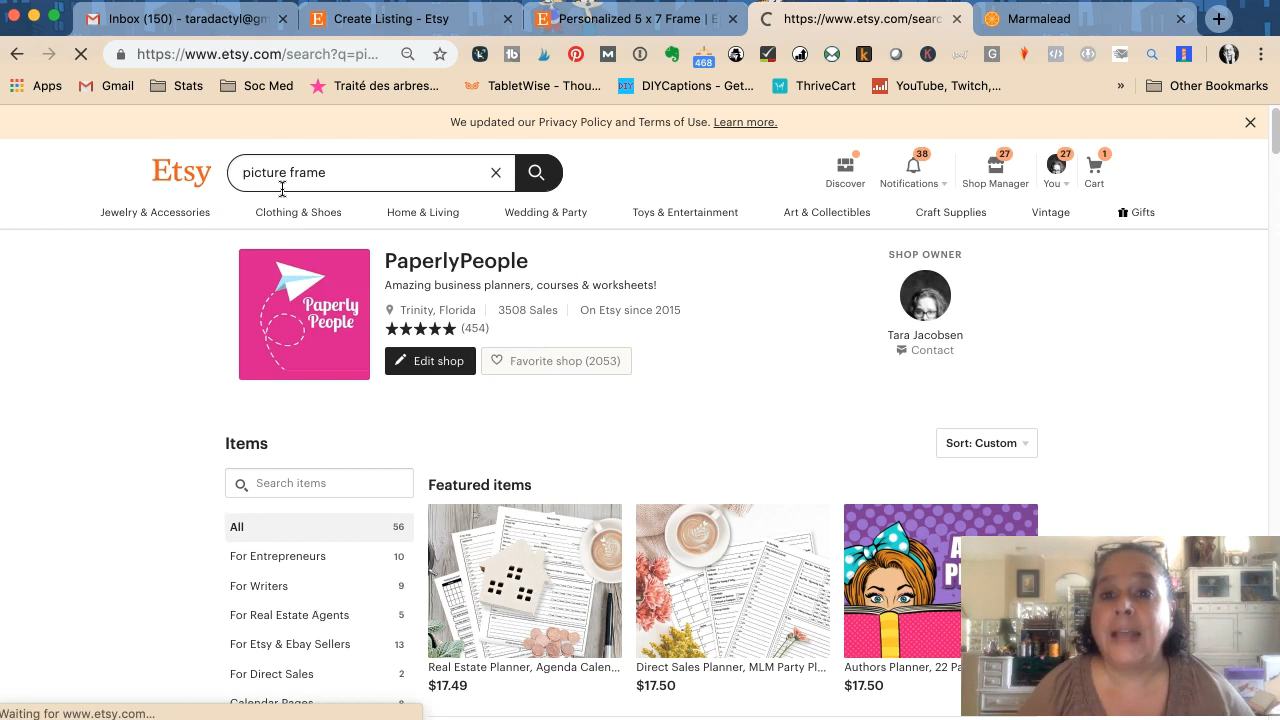 Inbox (150) - taradactyl@gm
Create Listing - Etsy
Personalized 5 x 7 Frame | E
https://www.etsy.com/searc
Marmalead
https://www.etsy.com/search?q=pi...
468
Apps
Gmail
Stats
Soc Med
Traité des arbres...
TabletWise - Thou...
DIYCaptions - Get...
ThriveCart
YouTube, Twitch,...
»
Other Bookmarks
We updated our Privacy Policy and Terms of Use. Learn more.
Etsy
picture frame
Discover
38
Notifications
27
Shop Manager
27
You
1
Cart
Jewelry & Accessories
Clothing & Shoes
Home & Living
Wedding & Party
Toys & Entertainment
Art & Collectibles
Craft Supplies
Vintage
Gifts
Paperly
People
PaperlyPeople
Amazing business planners, courses & worksheets!
Trinity, Florida
3508 Sales
On Etsy since 2015
(454)
Edit shop
Favorite shop (2053)
SHOP OWNER
Tara Jacobsen
Contact
Items
Sort: Custom
Search items
All 56
For Entrepreneurs 10
For Writers 9
For Real Estate Agents 5
For Etsy & Ebay Sellers 13
For Direct Sales 2
Calendar Pages 8
Featured items
Real Estate Planner, Agenda Calen...
$17.49
Direct Sales Planner, MLM Party Pl...
$17.50
Authors Planner, 22 Pa
$17.50
Waiting for www.etsy.com...